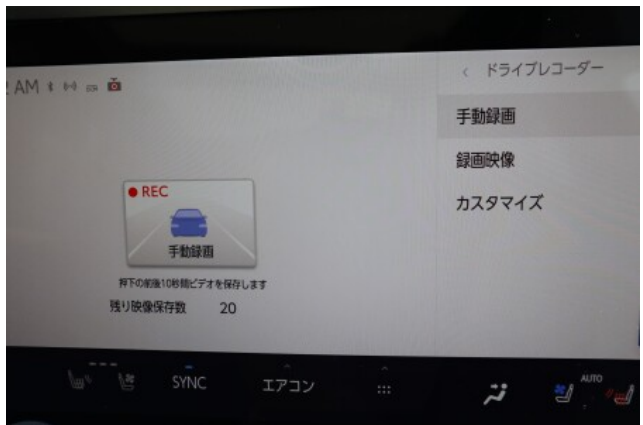 AM
REC
手動録画
押下の前後10秒間ビデオを保存します
残り映像保存数 20
ドライブレコーダー
手動録画
録画映像
カスタマイズ
SYNC
エアコン
AUTO